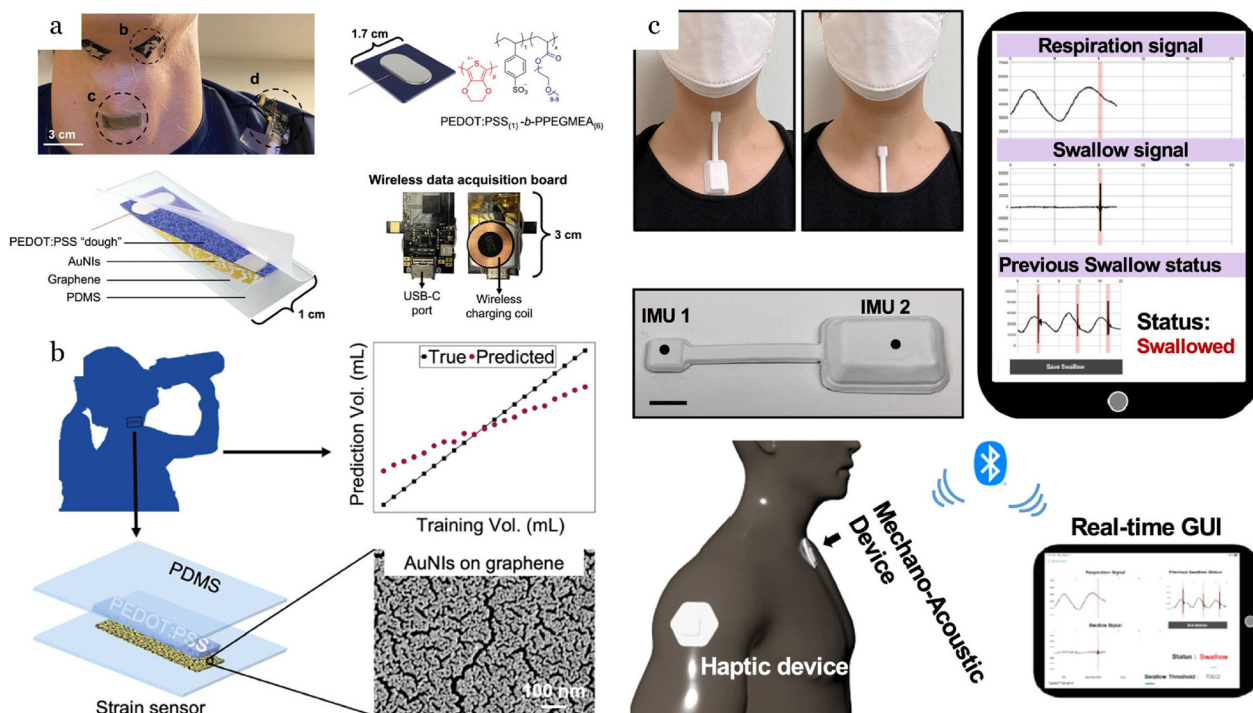 a
b
d
c
3 cm
1.7 cm
PEDOT:PSS(1)-b-PPEGMEA(6)
PEDOT:PSS "dough"
AuNIs
Graphene
PDMS
1 cm
Wireless data acquisition board
3 cm
USB-C
port
Wireless
charging coil
b
True Predicted
Prediction Vol. (mL)
Training Vol. (mL)
PDMS
PEDOT:PSS
Strain sensor
AuNIs on graphene
100 nm
c
Respiration signal
Swallow signal
Previous Swallow status
Status:
Swallowed
Save Swallow
IMU 1
IMU 2
Mechano-Acoustic
Device
Haptic device
Real-time GUI
Respiration Signal
Previous Swallow Status
Swallow Signal
Status : Swallow
Swallow Threshold :